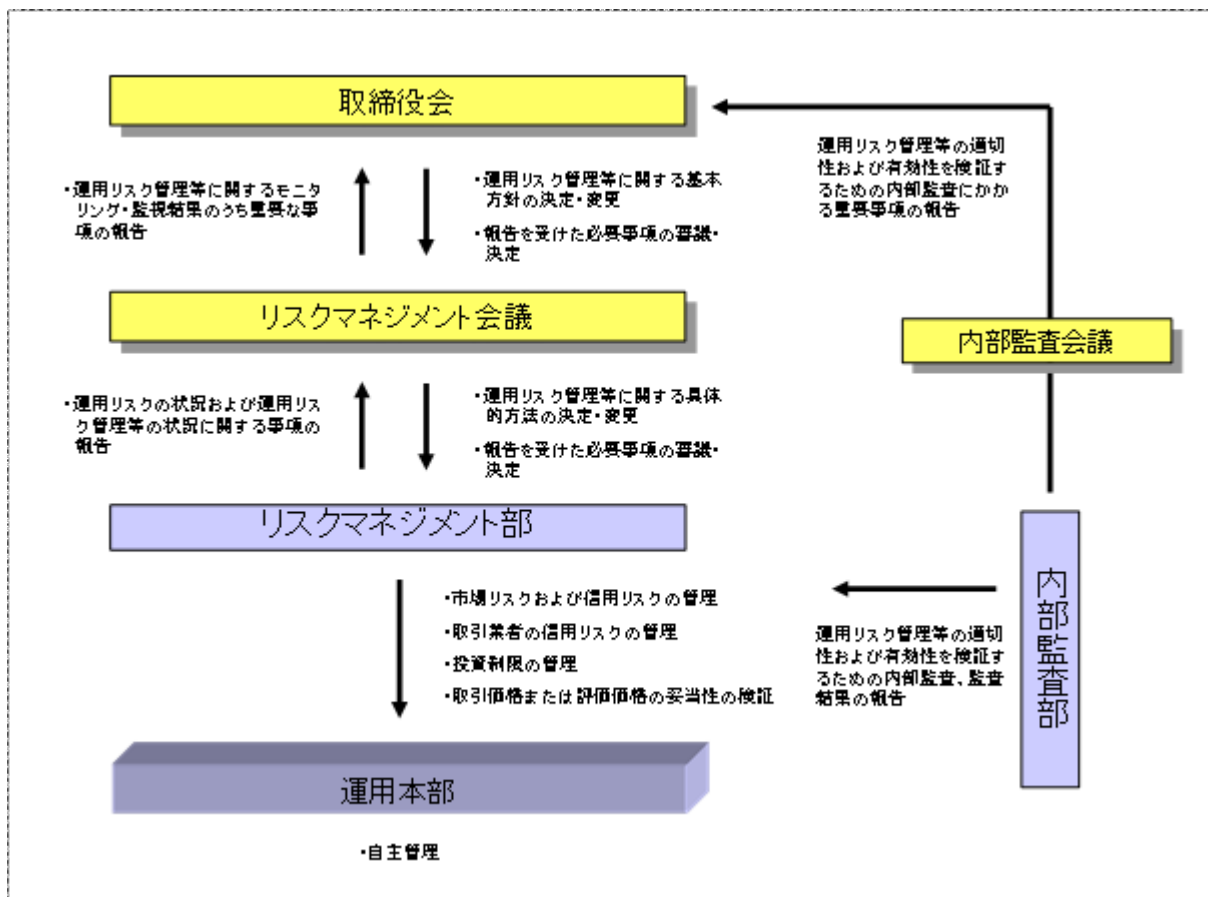 取締役会
・運用リスク管理等に関するモニ
タリング・監視結果のうち重要な事
項の報告
・運用リスク管理等に関する基本
方針の決定・変更
・報告を受けた必要事項の審議・
決定
運用リスク管理等の適切
性および有効性を検証す
るための内部監査にかか
る重要事項の報告
リスクマネジメント会議
内部監査会議
・運用リスクの状況および運用リス
ク管理等の状況に関する事項の
報告
・運用リスク管理等に関する具体
的方法の決定・変更
・報告を受けた必要事項の審議・
決定
リスクマネジメント部
内部監査部
・市場リスクおよび信用リスクの管理
・取引業者の信用リスクの管理
・投資制限の管理
・取引価格または評価価格の妥当性の検証
運用リスク管理等の適切
性および有効性を検証す
るための内部監査、監査
結果の報告
運用本部
・自主管理